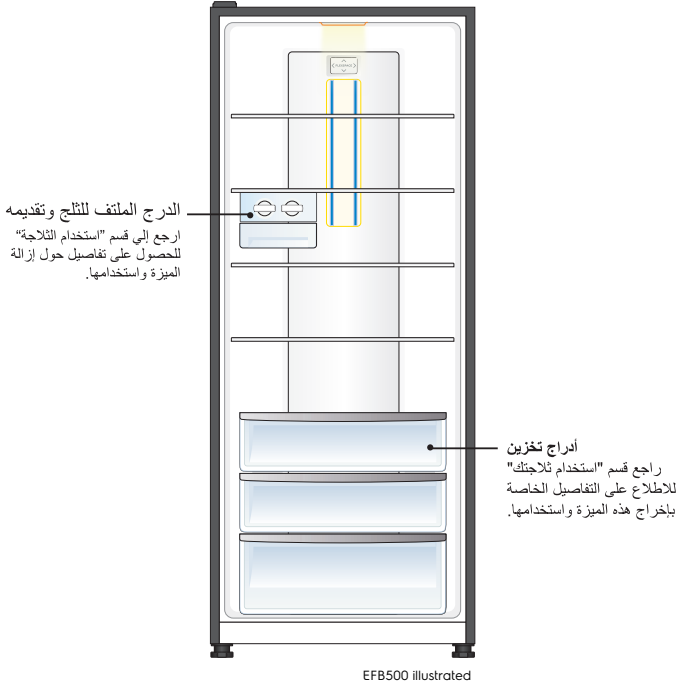 الدرج الملتف للثلج وتقديمه
ارجع إلي قسم "استخدام الثلاجة“
للحصول على تفاصيل حول إزالة
الميزة واستخدامها.
أدراج تخزين
راجع قسم "استخدام ثلاجتك"
للاطلاع على التفاصيل الخاصة
بإخراج هذه الميزة واستخدامها.
EFB500 illustrated